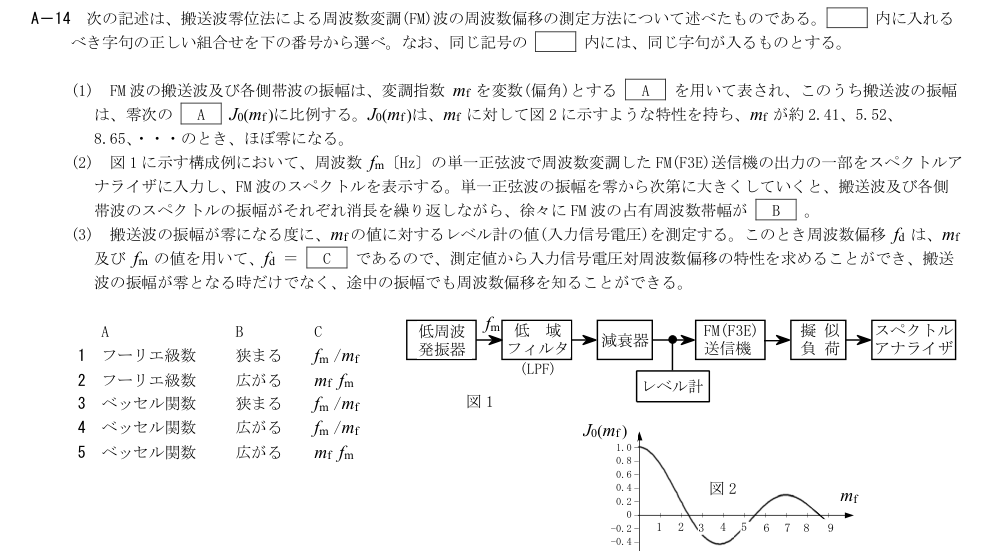 A－14 次の記述は、搬送波零位法による周波数変調(FM)波の周波数偏移の測定方法について述べたものである。 内に入れる
べき字句の正しい組合せを下の番号から選べ。なお、同じ記号の 内には、同じ字句が入るものとする。
(1) FM波の搬送波及び各側帯波の振幅は、変調指数 mf を変数(偏角)とする A を用いて表され、このうち搬送波の振幅
は、零次の A J0(mf)に比例する。J0(mf)は、mf に対して図2に示すような特性を持ち、mf が約2.41、5.52、
8.65、・・・のとき、ほぼ零になる。
(2) 図1に示す構成例において、周波数 fm〔Hz〕の単一正弦波で周波数変調したFM(F3E)送信機の出力の一部をスペクトルア
ナライザに入力し、FM波のスペクトルを表示する。単一正弦波の振幅を零から次第に大きくしていくと、搬送波及び各側
帯波のスペクトルの振幅がそれぞれ消長を繰り返しながら、徐々にFM波の占有周波数帯幅が B 。
(3) 搬送波の振幅が零になる度に、mfの値に対するレベル計の値(入力信号電圧)を測定する。このとき周波数偏移 fd は、mf
及び fm の値を用いて、fd ＝ C であるので、測定値から入力信号電圧対周波数偏移の特性を求めることができ、搬送
波の振幅が零となる時だけでなく、途中の振幅でも周波数偏移を知ることができる。
A B C
1 フーリエ級数 狭まる fm /mf
2 フーリエ級数 広がる mf fm
3 ベッセル関数 狭まる fm /mf
4 ベッセル関数 広がる fm /mf
5 ベッセル関数 広がる mf fm
低周波
発振器
fm
低 域
フィルタ
(LPF)
減衰器
FM(F3E)
送信機
擬 似
負 荷
スペクトル
アナライザ
レベル計
図1
J0(mf)
1.0
0.8
0.6
0.4
0.2
0
-0.2
-0.4
1 2 3 4 5 6 7 8 9
mf
図2